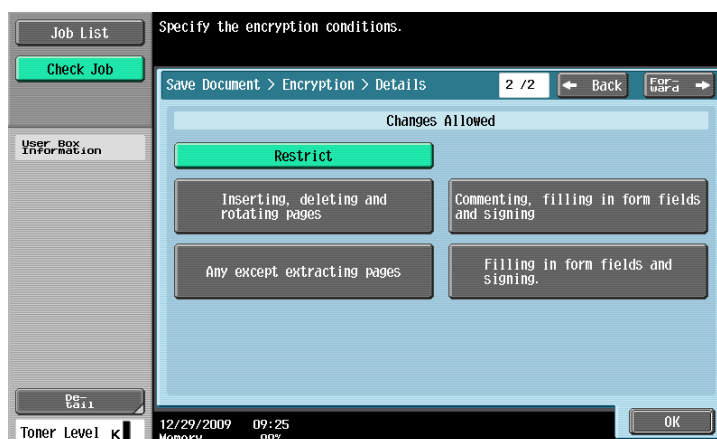 Job List
Check Job
User Box
Information
De-
tail
Toner Level K
Specify the encryption conditions.
Save Document > Encryption > Details
2 /2
← Back
For-
ward →
Changes Allowed
Restrict
Inserting, deleting and
rotating pages
Commenting, filling in form fields
and signing
Any except extracting pages
Filling in form fields and
signing.
12/29/2009 09:25
Memory
OK